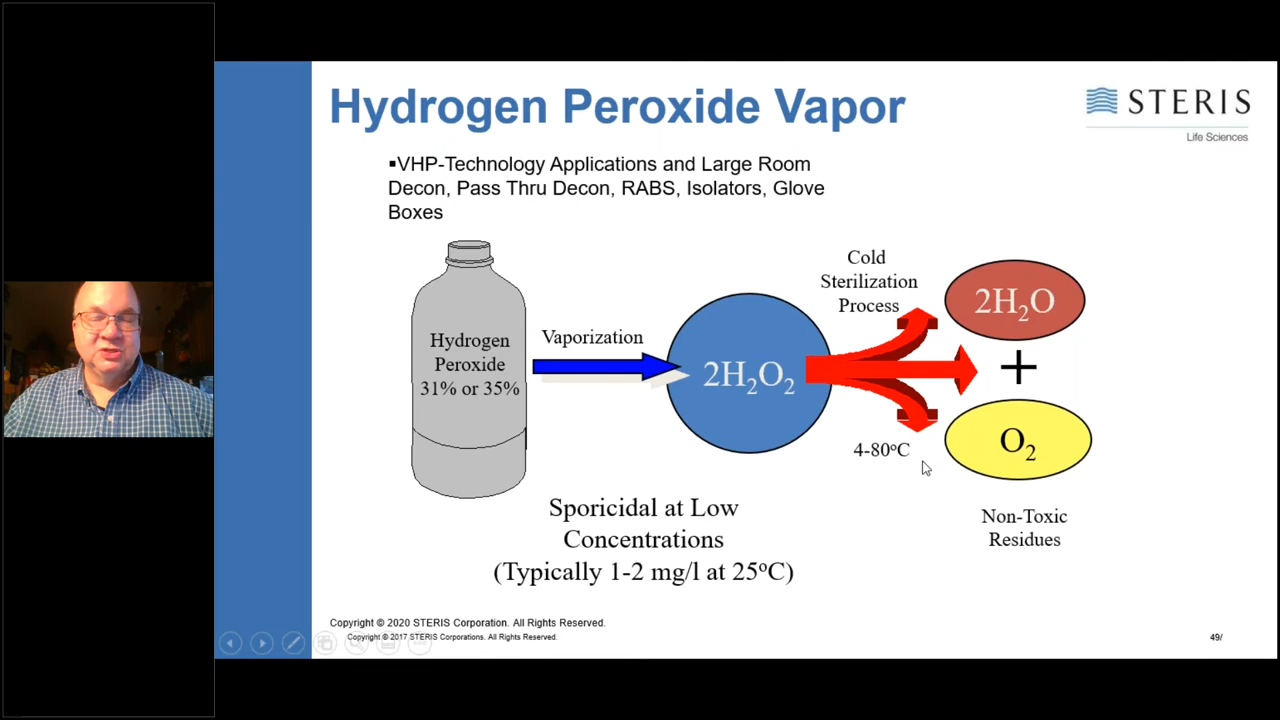 Hydrogen Peroxide Vapor
STERIS
Life Sciences
▪VHP-Technology Applications and Large Room
Decon, Pass Thru Decon, RABS, Isolators, Glove
Boxes
Hydrogen
Peroxide
31% or 35%
Vaporization
2H₂O₂
Cold
Sterilization
Process
4-80ºC
2H₂O
+
O₂
Non-Toxic
Residues
Sporicidal at Low
Concentrations
(Typically 1-2 mg/l at 25ºC)
Copyright © 2020 STERIS Corporation. All Rights Reserved.
Copyright © 2017 STERIS Corporations. All Rights Reserved.
49/